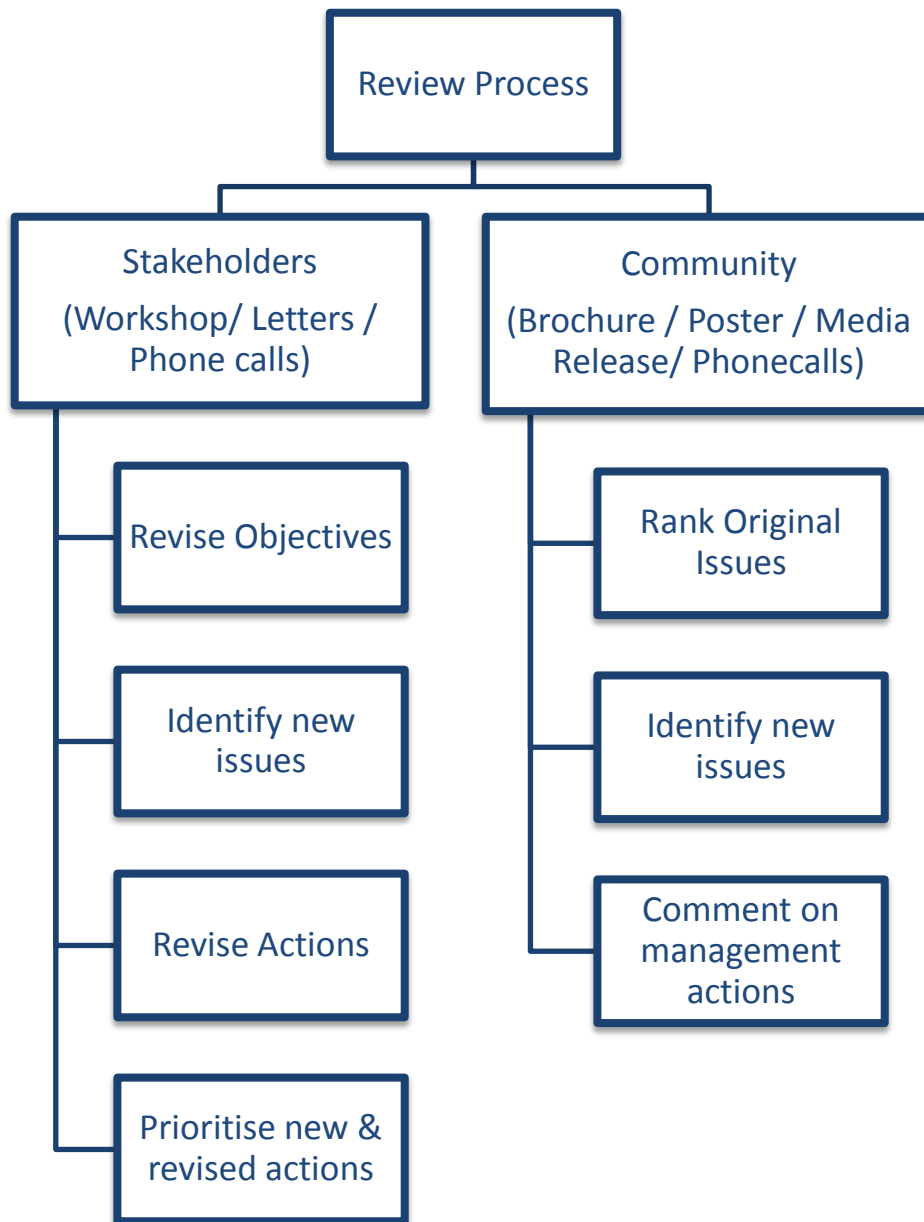 Review Process
Stakeholders
(Workshop/ Letters /
Phone calls)
Revise Objectives
Identify new
issues
Revise Actions
Prioritise new &
revised actions
Community
(Brochure / Poster / Media
Release/ Phonecalls)
Rank Original
Issues
Identify new
issues
Comment on
management
actions